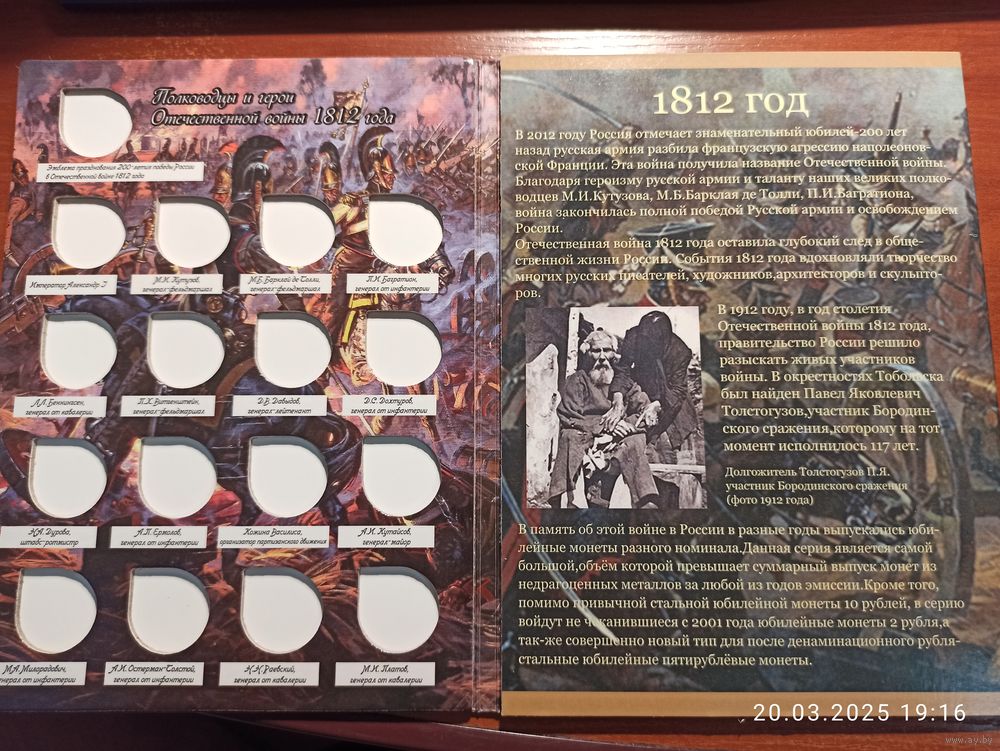 Полководцы и герои
Отечественной войны 1812 года
Эмблема празднования 200-летия победы России
в Отечественной войне 1812 года
Император Александр I
М.И. Кутузов,
генерал-фельдмаршал
М.Б. Барклай де Толли,
генерал-фельдмаршал
П.И. Багратион,
генерал от инфантерии
Л.Л. Беннигсен,
генерал от кавалерии
П.Х. Витгенштейн,
генерал-фельдмаршал
Д.В. Давыдов,
генерал-лейтенант
Д.С. Дохтуров,
генерал от инфантерии
Н.А. Дурова,
штабс-ротмистр
А.П. Ермолов,
генерал от инфантерии
Кожина Василиса,
организатор партизанского движения
А.И. Кутайсов,
генерал-майор
М.А. Милорадович,
генерал от инфантерии
А.И. Остерман-Толстой,
генерал от инфантерии
Н.Н. Раевский,
генерал от кавалерии
М.И. Платов,
генерал от кавалерии
1812 год
В 2012 году Россия отмечает знаменательный юбилей-200 лет
назад русская армия разбила французскую агрессию наполеонов-
ской Франции. Эта война получила название Отечественной войны.
Благодаря героизму русской армии и таланту наших великих полко-
водцев М.И.Кутузова, М.Б.Барклая де Толли, П.И.Багратиона,
война закончилась полной победой Русской армии и освобождением
России.
Отечественная война 1812 года оставила глубокий след в обще-
ственной жизни России. События 1812 года вдохновляли творчество
многих русских писателей, художников,архитекторов и скульпто-
ров.
В 1912 году, в год столетия
Отечественной войны 1812 года,
правительство России решило
разыскать живых участников
войны. В окрестностях Тобольска
был найден Павел Яковлевич
Толстогузов,участник Бородин-
ского сражения,которому на тот
момент исполнилось 117 лет.
Долгожитель Толстогузов П.Я.
участник Бородинского сражения
(фото 1912 года)
В память об этой войне в России в разные годы выпускались юби-
лейные монеты разного номинала.Данная серия является самой
большой,объём которой превышает суммарный выпуск монет из
недрагоценных металлов за любой из годов эмиссии.Кроме того,
помимо привычной стальной юбилейной монеты 10 рублей, в серию
войдут не чеканившиеся с 2001 года юбилейные монеты 2 рубля,а
так-же совершенно новый тип для после деноминационного рубля-
стальные юбилейные пятирублёвые монеты.
20.03.2025 19:16
www.ay.by